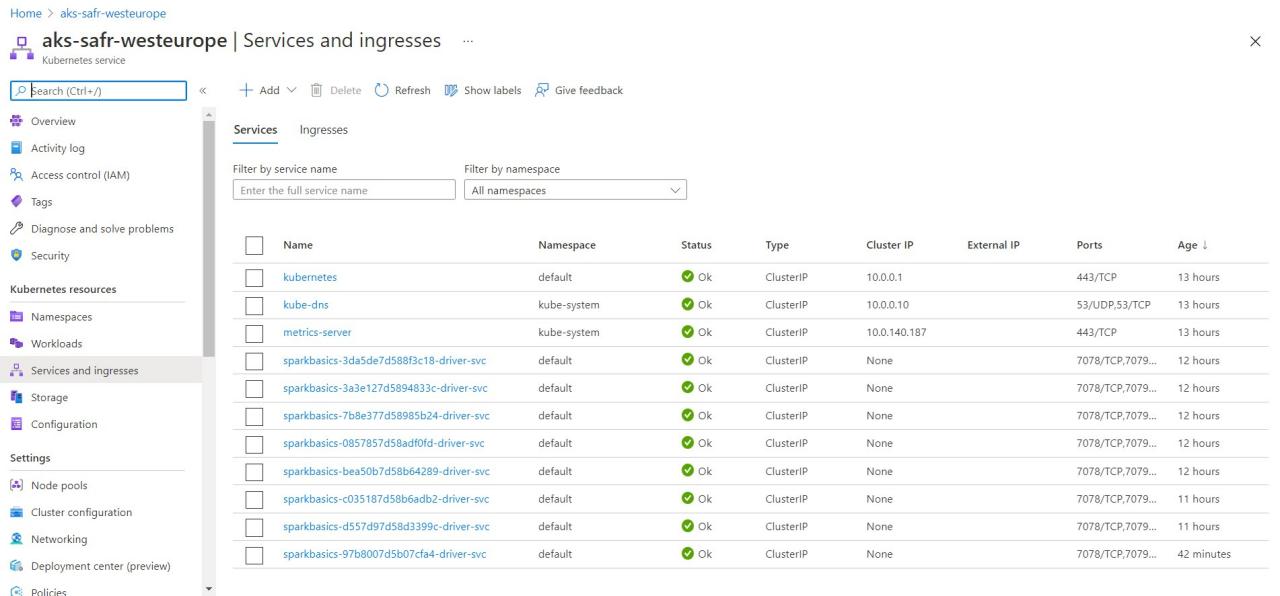 Home > aks-safr-westeurope
aks-safr-westeurope | Services and ingresses ...
Kubernetes service
Search (Ctrl+/)
«
Add
Delete
Refresh
Show labels
Give feedback
Overview
Activity log
Access control (IAM)
Tags
Diagnose and solve problems
Security
Kubernetes resources
Namespaces
Workloads
Services and ingresses
Storage
Configuration
Settings
Node pools
Cluster configuration
Networking
Deployment center (preview)
Policies
Services Ingresses
Filter by service name Filter by namespace
Enter the full service name All namespaces
Name Namespace Status Type Cluster IP External IP Ports Age ↓
kubernetes default Ok ClusterIP 10.0.0.1 443/TCP 13 hours
kube-dns kube-system Ok ClusterIP 10.0.0.10 53/UDP,53/TCP 13 hours
metrics-server kube-system Ok ClusterIP 10.0.140.187 443/TCP 13 hours
sparkbasics-3da5de7d588f3c18-driver-svc default Ok ClusterIP None 7078/TCP,7079... 12 hours
sparkbasics-3a3e127d5894833c-driver-svc default Ok ClusterIP None 7078/TCP,7079... 12 hours
sparkbasics-7b8e377d58985b24-driver-svc default Ok ClusterIP None 7078/TCP,7079... 12 hours
sparkbasics-0857857d58adf0fd-driver-svc default Ok ClusterIP None 7078/TCP,7079... 12 hours
sparkbasics-bea50b7d58b64289-driver-svc default Ok ClusterIP None 7078/TCP,7079... 12 hours
sparkbasics-c035187d58b6adb2-driver-svc default Ok ClusterIP None 7078/TCP,7079... 11 hours
sparkbasics-d557d97d58d3399c-driver-svc default Ok ClusterIP None 7078/TCP,7079... 11 hours
sparkbasics-97b8007d5b07cfa4-driver-svc default Ok ClusterIP None 7078/TCP,7079... 42 minutes